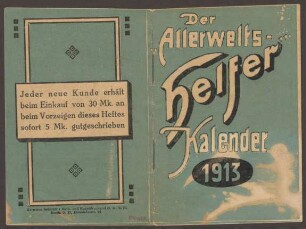 Jeder neue Kunde erhält
beim Einkauf von 30 Mk. an
beim Vorzeigen dieses Heftes
sofort 5 Mk. gutgeschrieben
Der
Allerwelts-
Helfer
Kalender
1913